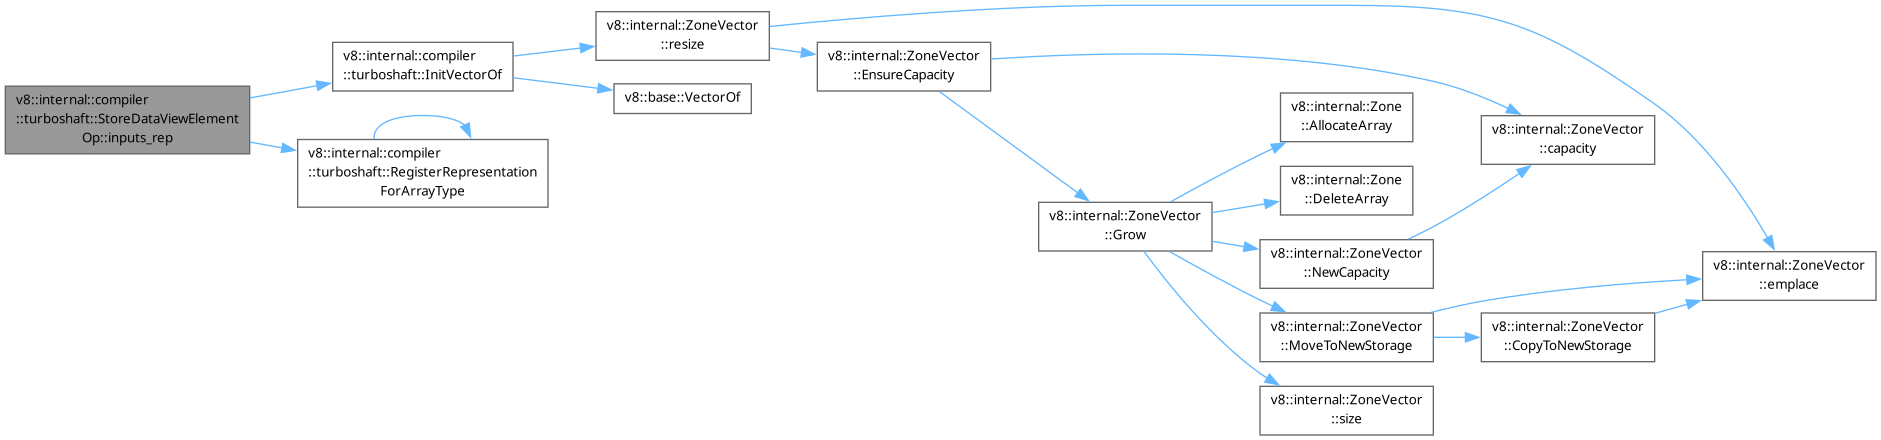 v8::internal::compiler
::turboshaft::StoreDataViewElement
Op::inputs_rep
v8::internal::compiler
::turboshaft::InitVectorOf
v8::internal::compiler
::turboshaft::RegisterRepresentation
ForArrayType
v8::internal::ZoneVector
::resize
v8::base::VectorOf
v8::internal::ZoneVector
::EnsureCapacity
v8::internal::ZoneVector
::Grow
v8::internal::Zone
::AllocateArray
v8::internal::Zone
::DeleteArray
v8::internal::ZoneVector
::NewCapacity
v8::internal::ZoneVector
::MoveToNewStorage
v8::internal::ZoneVector
::size
v8::internal::ZoneVector
::capacity
v8::internal::ZoneVector
::CopyToNewStorage
v8::internal::ZoneVector
::emplace